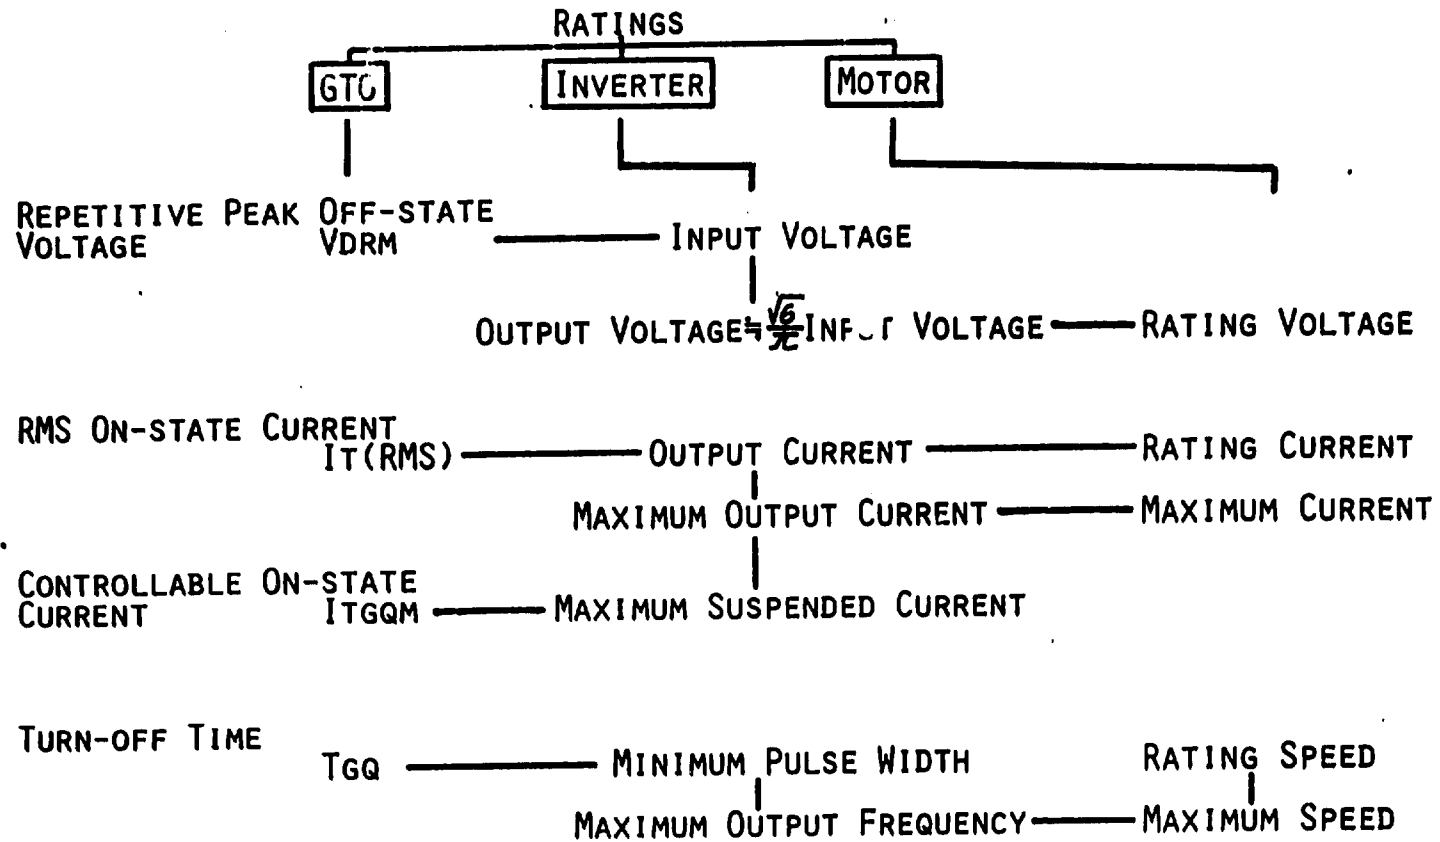 RATINGS
GTO INVERTER MOTOR
REPETITIVE PEAK OFF-STATE
VOLTAGE VDRM INPUT VOLTAGE
OUTPUT VOLTAGE≒√6/π INPUT VOLTAGE RATING VOLTAGE
RMS ON-STATE CURRENT
IT(RMS) OUTPUT CURRENT RATING CURRENT
MAXIMUM OUTPUT CURRENT MAXIMUM CURRENT
CONTROLLABLE ON-STATE
CURRENT ITGQM MAXIMUM SUSPENDED CURRENT
TURN-OFF TIME
TGQ MINIMUM PULSE WIDTH RATING SPEED
MAXIMUM OUTPUT FREQUENCY MAXIMUM SPEED